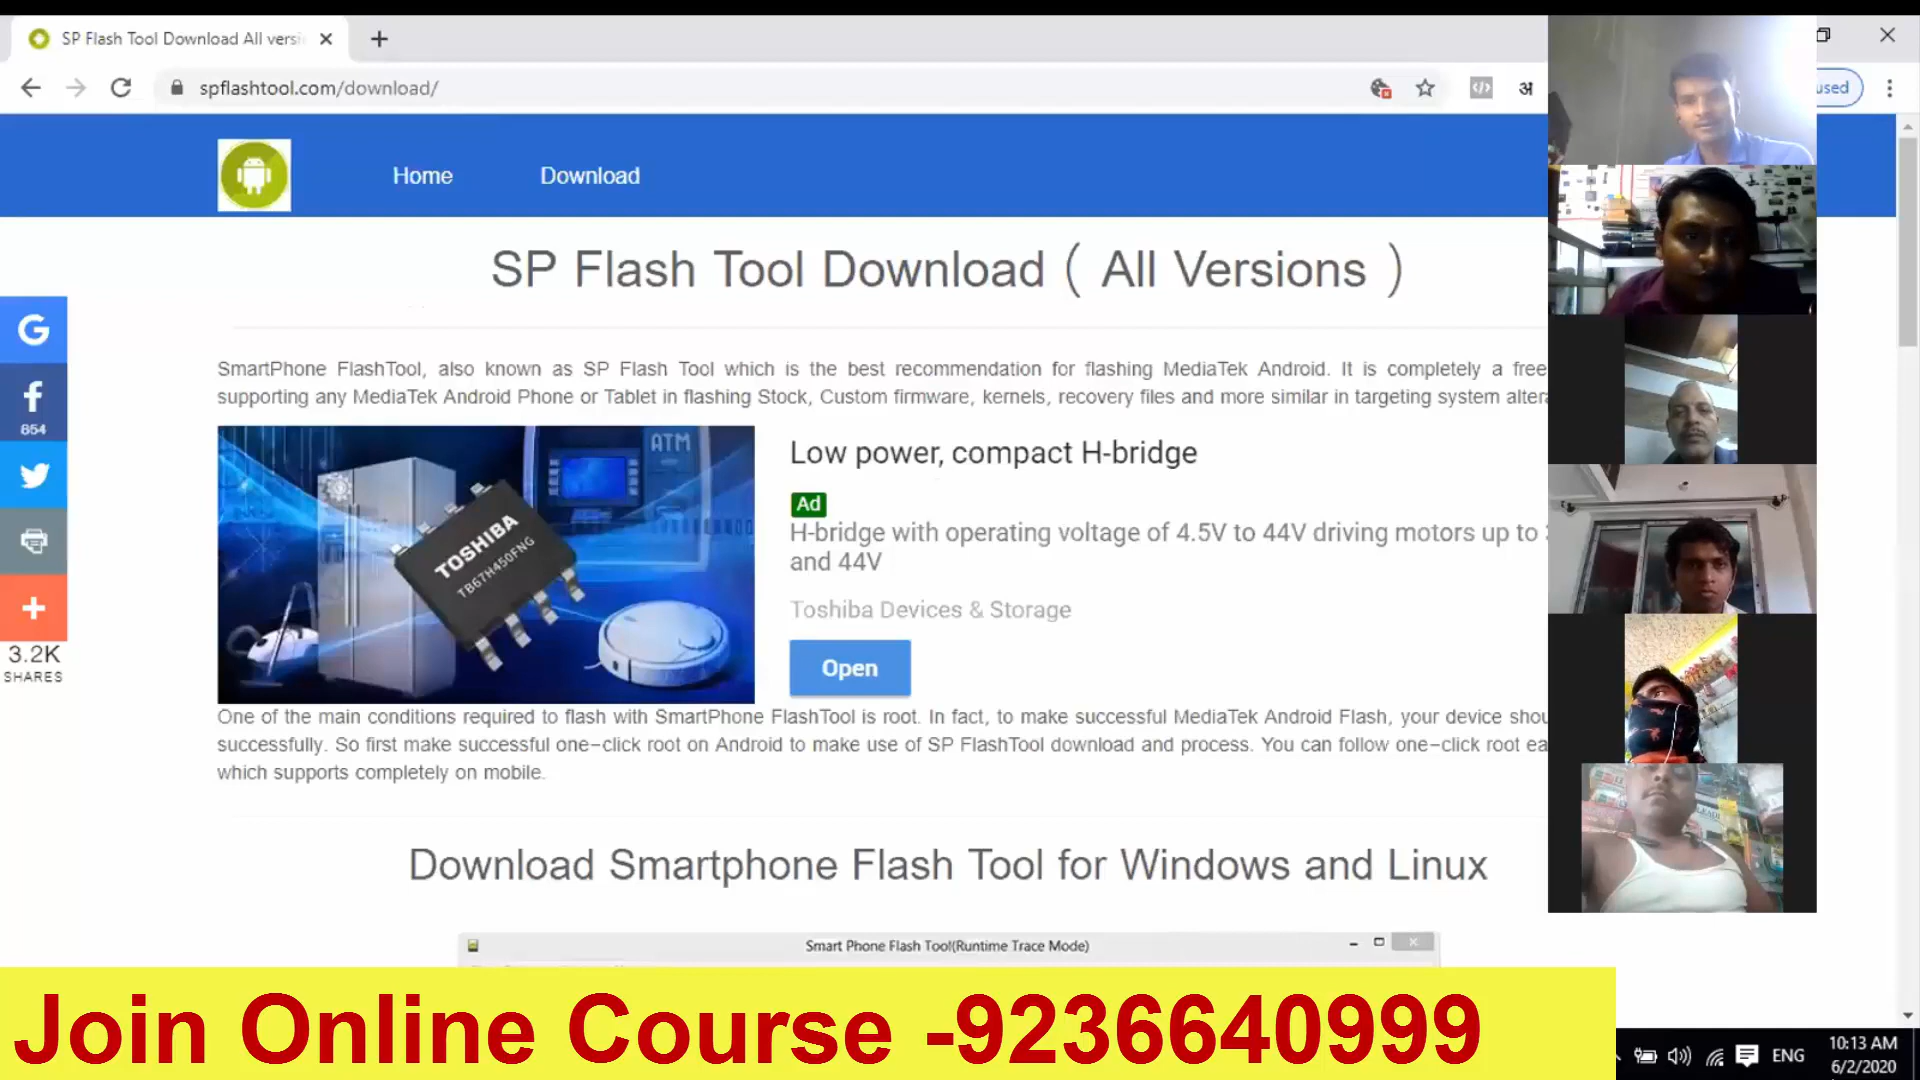 SP Flash Tool Download All versi
spflashtool.com/download/
अ
used
Home
Download
SP Flash Tool Download ( All Versions )
SmartPhone FlashTool, also known as SP Flash Tool which is the best recommendation for flashing MediaTek Android. It is completely a free
supporting any MediaTek Android Phone or Tablet in flashing Stock, Custom firmware, kernels, recovery files and more similar in targeting system altera
854
3.2K
SHARES
ATM
TOSHIBA
TB67H450FNG
Low power, compact H-bridge
Ad
H-bridge with operating voltage of 4.5V to 44V driving motors up to
and 44V
Toshiba Devices & Storage
Open
One of the main conditions required to flash with SmartPhone FlashTool is root. In fact, to make successful MediaTek Android Flash, your device shou
successfully. So first make successful one-click root on Android to make use of SP FlashTool download and process. You can follow one-click root ea
which supports completely on mobile.
Download Smartphone Flash Tool for Windows and Linux
Smart Phone Flash Tool(Runtime Trace Mode)
Join Online Course -9236640999
ENG
10:13 AM
6/2/2020